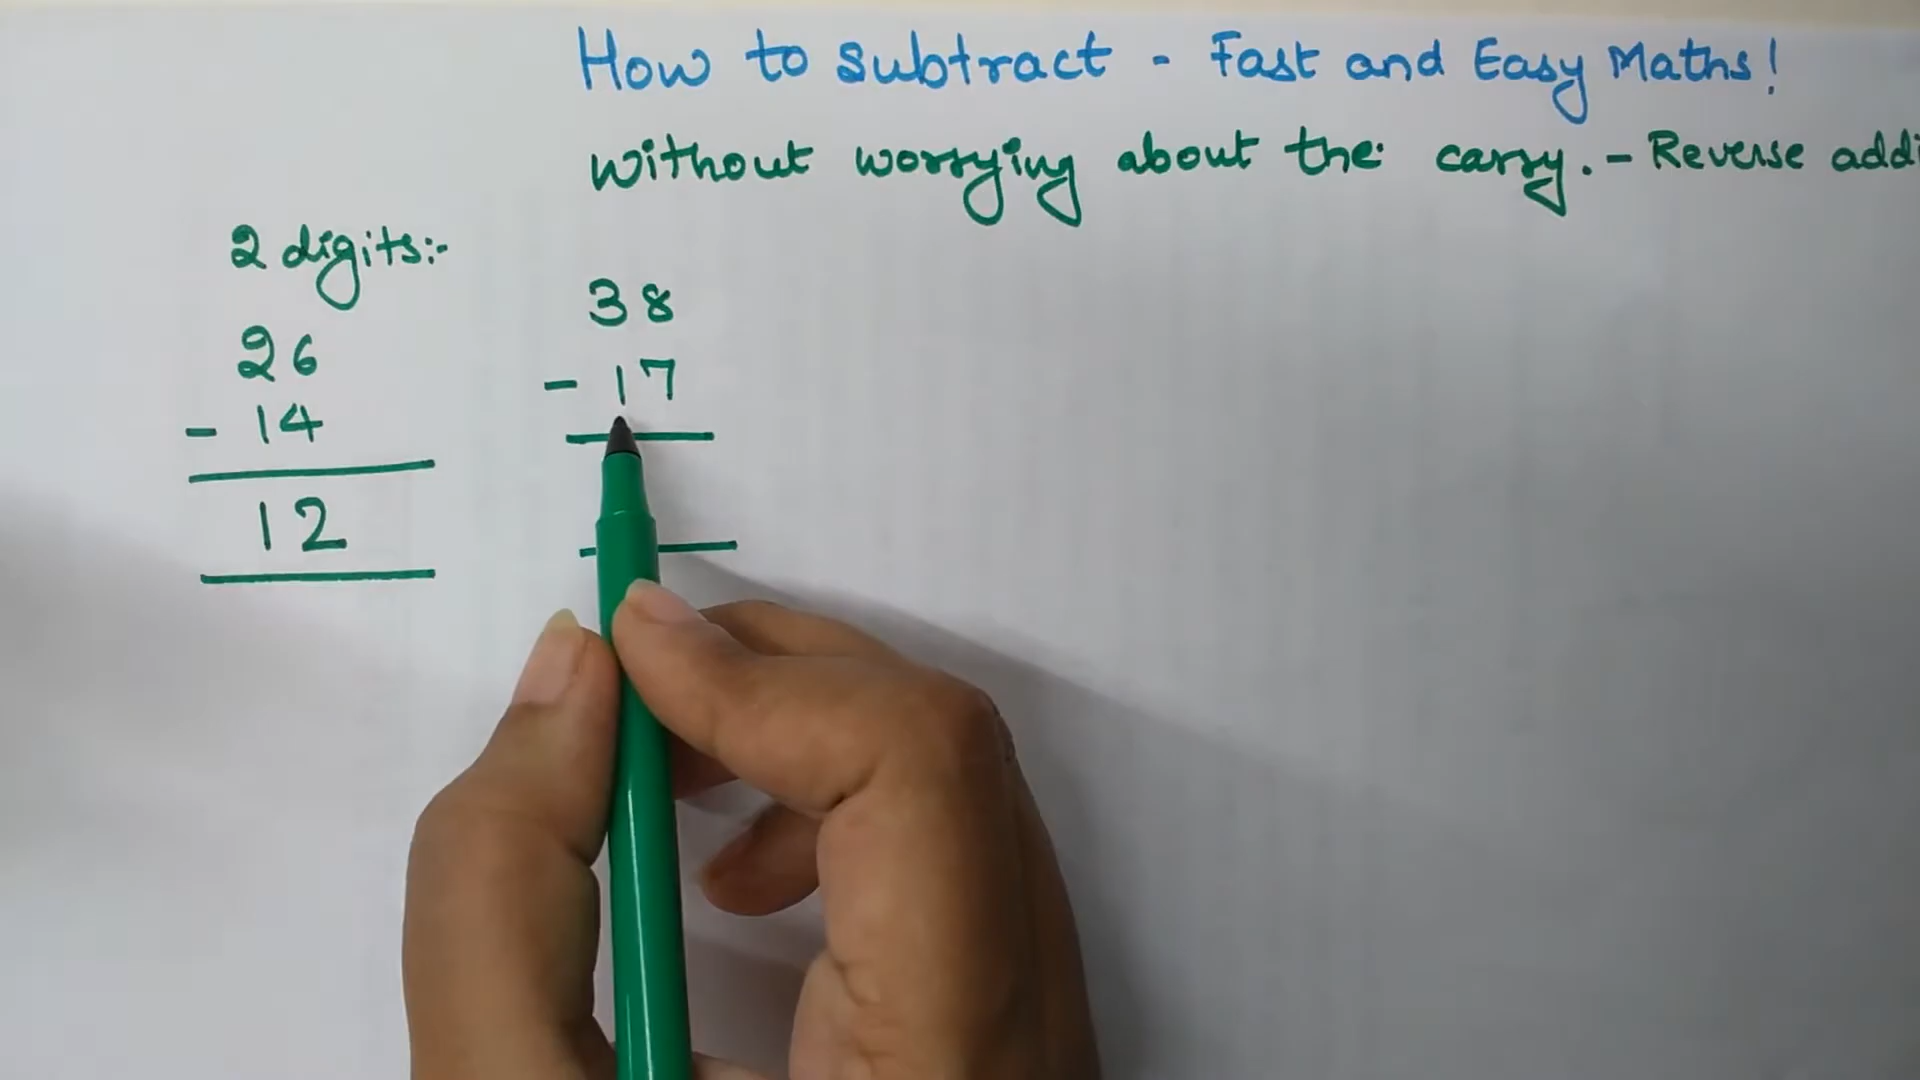 How to subtract - Fast and Easy Maths!
without worrying about the carry. - Reverse addi
2 digits:-
26
- 14
12
38
- 17